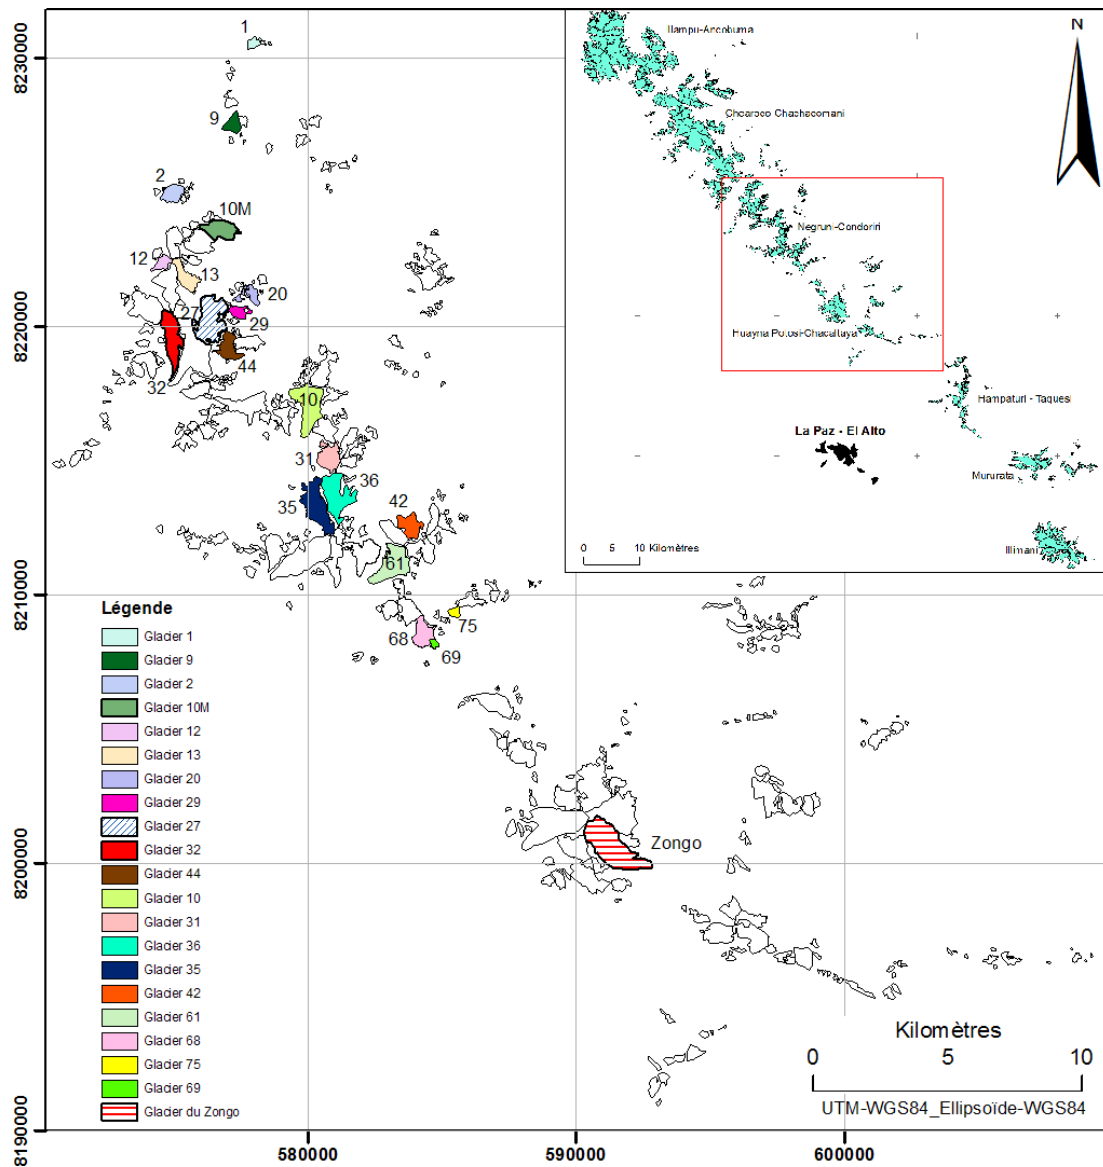 1
N
Illampu-Ancohuma
8230000
9
Choaroco Chachacomani
2
10M
Negruni-Condoriri
12
13
20
27
29
8220000
44
32
Huayna Potosi-Chacaltaya
10
Hampaturi - Taquesi
La Paz - El Alto
31
36
Mururata
35
42
61
0 5 10 Kilomètres
Illimani
8210000
75
68
69
Légende
Glacier 1
Glacier 9
Glacier 2
Glacier 10M
Glacier 12
Glacier 13
Glacier 20
Glacier 29
Glacier 27
Glacier 32
Glacier 44
Glacier 10
Glacier 31
Glacier 36
Glacier 35
Glacier 42
Glacier 61
Glacier 68
Glacier 75
Glacier 69
Glacier du Zongo
Zongo
8200000
Kilomètres
0 5 10
UTM-WGS84_Ellipsoïde-WGS84
8190000
580000 590000 600000